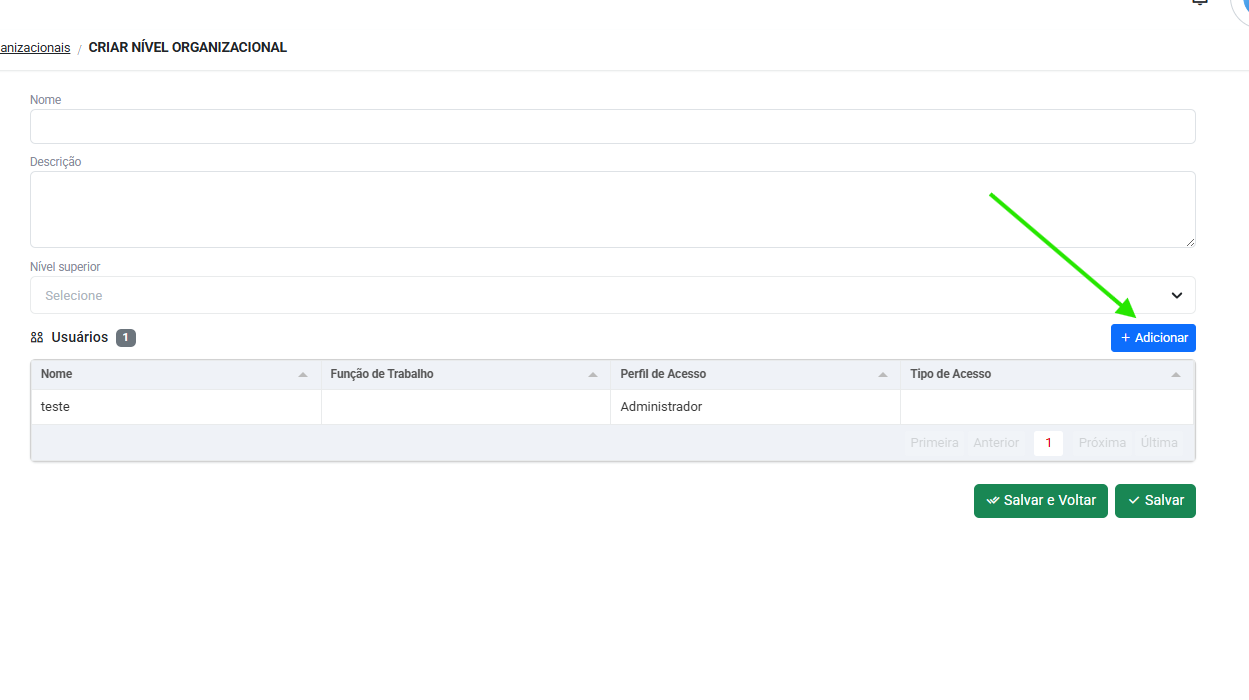 anizacionais / CRIAR NÍVEL ORGANIZACIONAL
Nome
Descrição
Nível superior
Selecione
Usuários 1
+ Adicionar
Nome Função de Trabalho Perfil de Acesso Tipo de Acesso
teste Administrador
Primeira Anterior 1 Próxima Última
Salvar e Voltar Salvar